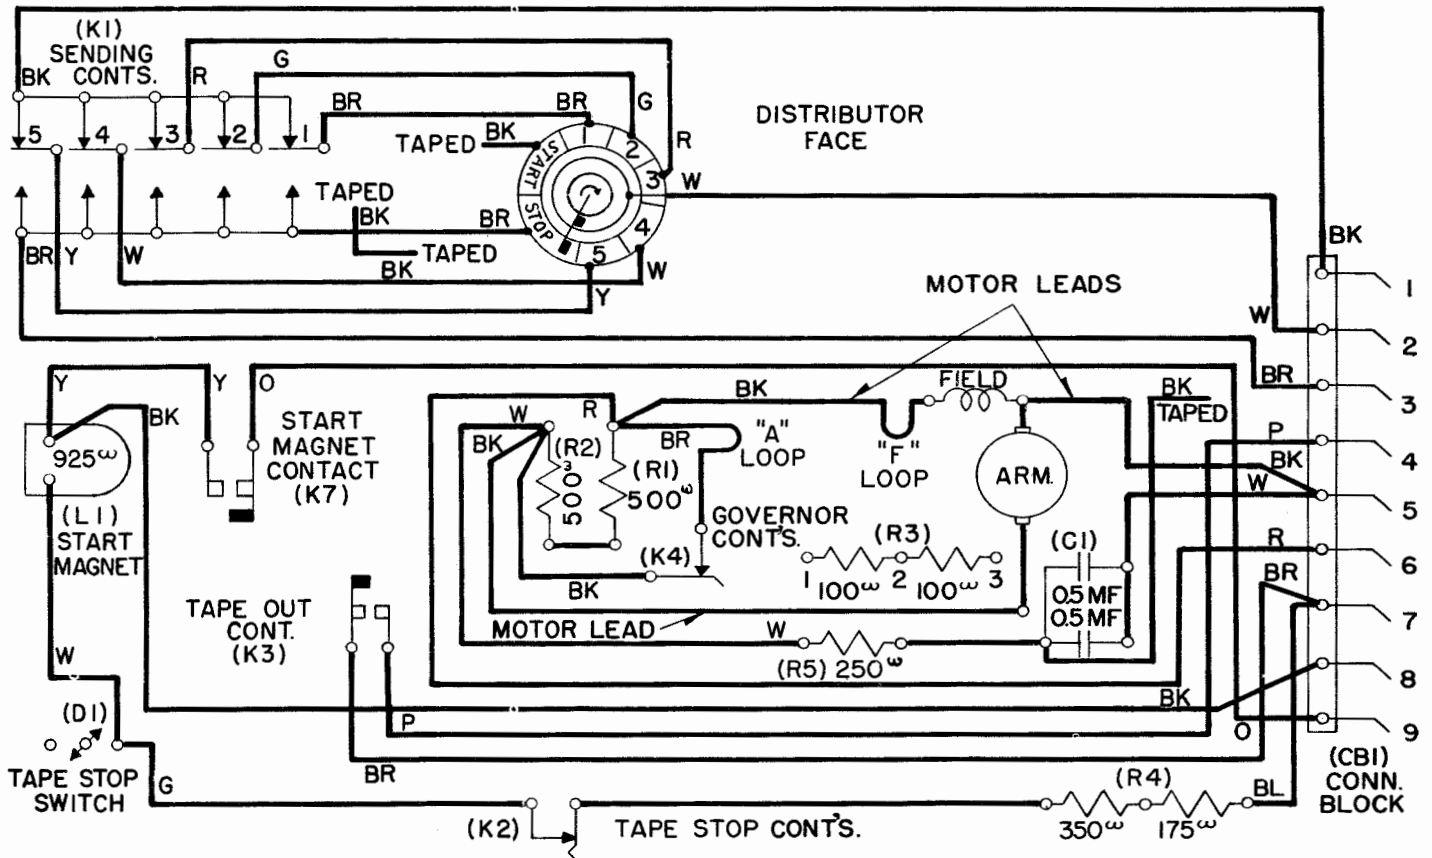 (K1)
SENDING
CONTS.
BK
R
G
BR
BR
G
R
5
4
3
2
1
TAPED
BK
START
STOP
1
2
3
4
5
W
DISTRIBUTOR
FACE
TAPED
BK
TAPED
BR
BR
Y
W
BK
W
Y
MOTOR LEADS
BK
W
BR
P
BK
W
R
BR
1
2
3
4
5
6
7
8
9
Y
Y
O
BK
925ω
(L1)
START
MAGNET
START
MAGNET
CONTACT
(K7)
W
R
BK
BR
(R2)
500ω
(R1)
500ω
BK
"A"
LOOP
"F"
LOOP
FIELD
ARM.
BK
TAPED
GOVERNOR
CONT'S.
(K4)
BK
(R3)
1
2
3
100ω
100ω
(C1)
0.5 MF
0.5 MF
TAPE OUT
CONT.
(K3)
MOTOR LEAD
W
(R5) 250ω
W
(D1)
TAPE STOP
SWITCH
G
P
BR
BK
O
(K2)
TAPE STOP CONT'S.
(R4)
350ω
175ω
BL
(CB1)
CONN.
BLOCK